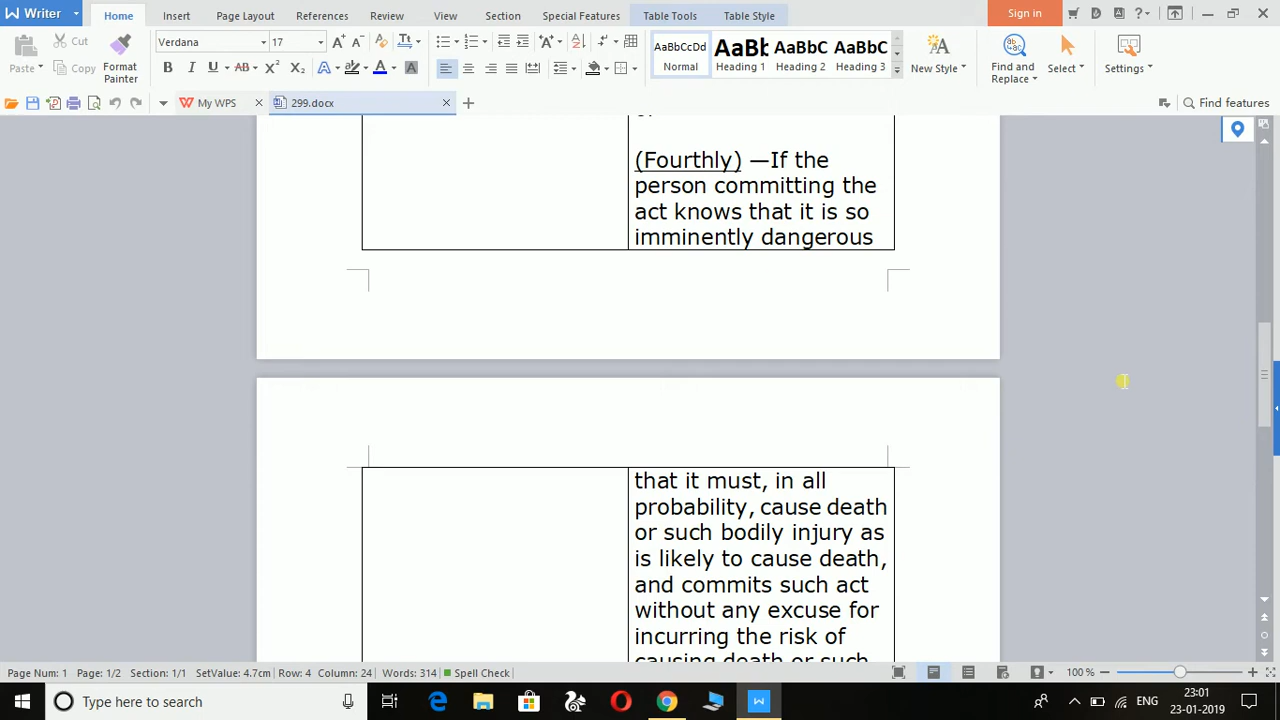 Writer
Home
Insert
Page Layout
References
Review
View
Section
Special Features
Table Tools
Table Style
Sign in
Paste
Cut
Copy
Format
Painter
Verdana
17
AaBbCcDd
Normal
AaBb
Heading 1
AaBbC
Heading 2
AaBbC
Heading 3
New Style
Find and
Replace
Select
Settings
My WPS
299.docx
Find features
(Fourthly) —If the
person committing the
act knows that it is so
imminently dangerous
that it must, in all
probability, cause death
or such bodily injury as
is likely to cause death,
and commits such act
without any excuse for
incurring the risk of
causing death or such
Page Num: 1 Page: 1/2 Section: 1/1 SetValue: 4.7cm Row: 4 Column: 24 Words: 314 Spell Check
100 %
Type here to search
ENG
23:01
23-01-2019